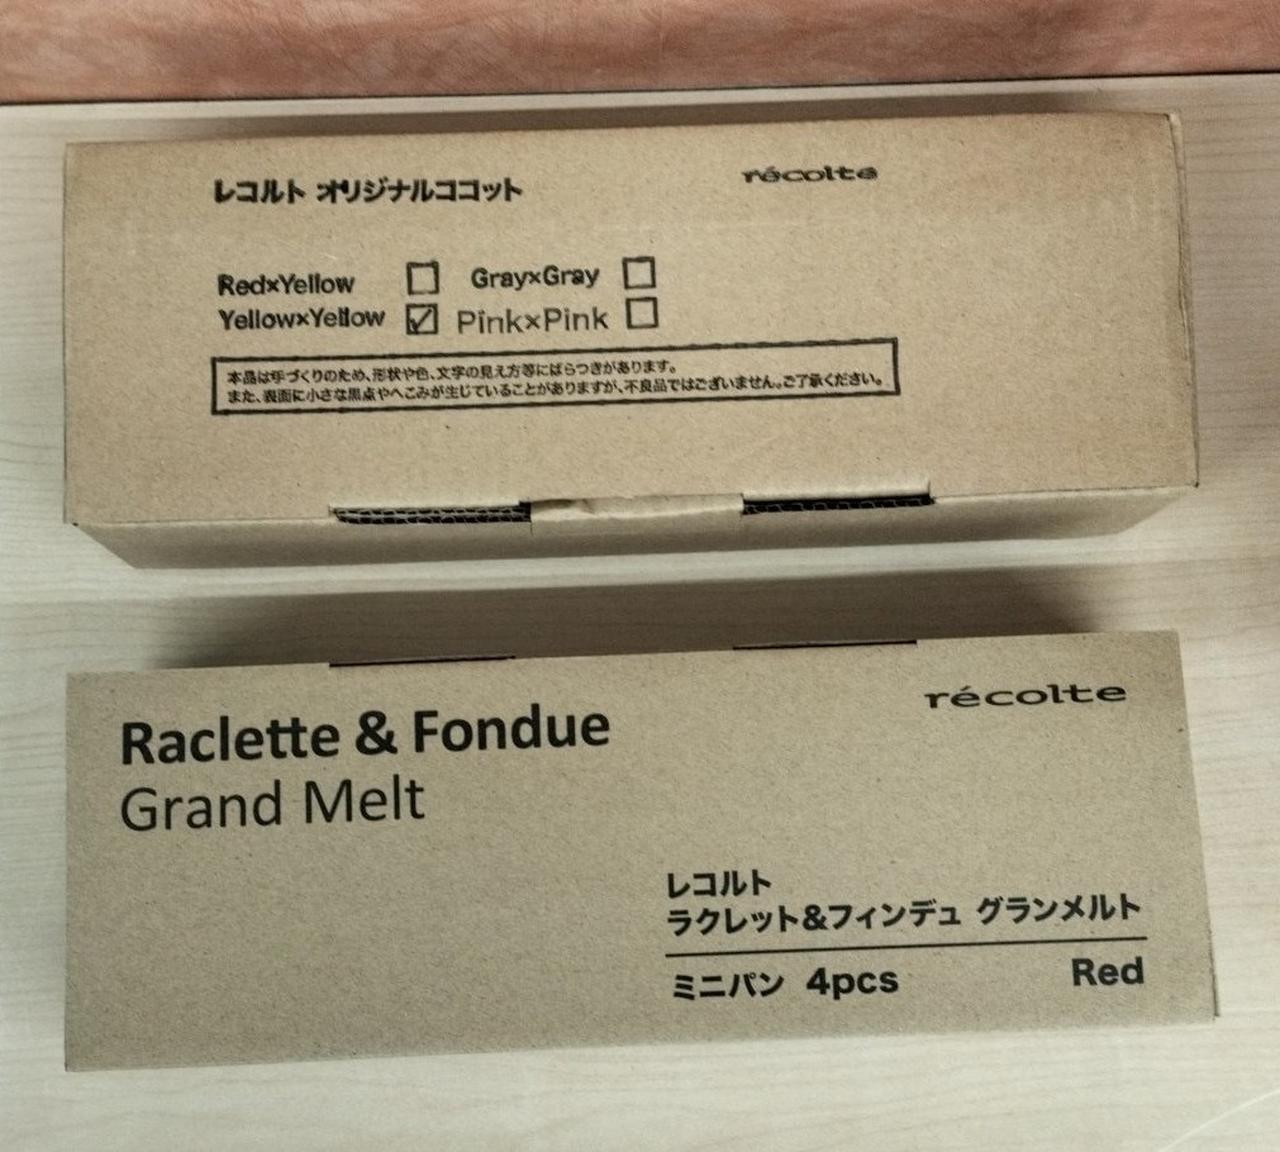 レコルト オリジナルココット
récolte
Red×Yellow □ Gray×Gray □
Yellow×Yellow ☑ Pink×Pink □
本品は手づくりのため、形状や色、文字の見え方等にばらつきがあります。
また、表面に小さな黒点やへこみが生じていることがありますが、不良品ではございません。ご了承ください。
Raclette & Fondue
récolte
Grand Melt
レコルト
ラクレット&フィンデュ グランメルト
ミニパン 4pcs Red